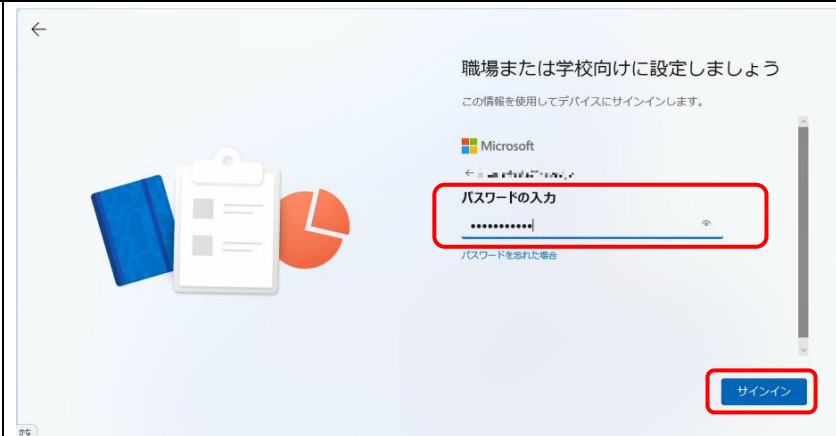 職場または学校向けに設定しましょう
この情報を使用してデバイスにサインインします。
Microsoft
パスワードの入力
パスワードを忘れた場合
サインイン
かな